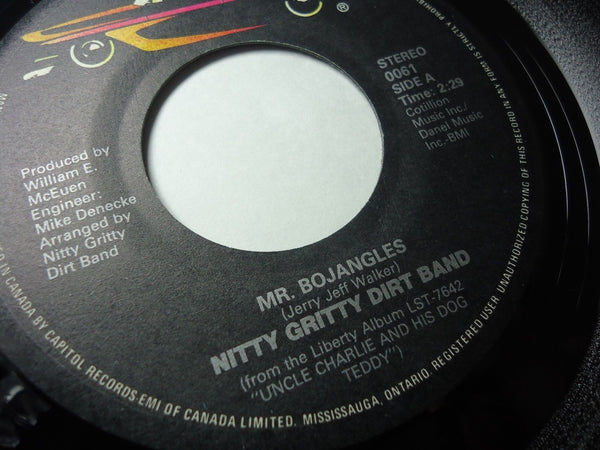 ®
STEREO
0061
SIDE A
Time: 2:29
Cotillion
Music Inc/
Danel Music
Inc.-BMI
Produced by
William E.
McEuen
Engineer:
Mike Denecke
Arranged by
Nitty Gritty
Dirt Band
MR. BOJANGLES
(Jerry Jeff Walker)
NITTY GRITTY DIRT BAND
(from the Liberty Album LST-7642
"UNCLE CHARLIE AND HIS DOG
TEDDY")
IN CANADA BY CAPITOL RECORDS-EMI OF CANADA LIMITED. MISSISSAUGA, ONTARIO. REGISTERED USER. UNAUTHORIZED COPYING OF THIS RECORD IN ANY FORM IS STRICTLY